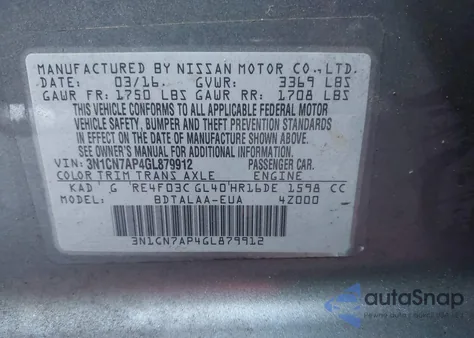 MANUFACTURED BY NISSAN MOTOR CO.,LTD.
DATE: 03/16. GVWR: 3369 LBS
GAWR FR: 1750 LBS GAWR RR: 1708 LBS
THIS VEHICLE CONFORMS TO ALL APPLICABLE FEDERAL MOTOR
VEHICLE SAFETY, BUMPER AND THEFT PREVENTION STANDARDS
IN EFFECT ON THE DATE OF MANUFACTURE SHOWN ABOVE.
SEE OWNER'S MANUAL FOR ADDITIONAL INFORMATION.
VIN: 3N1CN7AP4GL879912 PASSENGER CAR.
COLOR TRIM TRANS AXLE ENGINE
KAD G RE4F03C GL40 HR16DE 1598 CC
MODEL: BDTALAA-EUA 4Z000
3N1CN7AP4GL879912
autoSnap